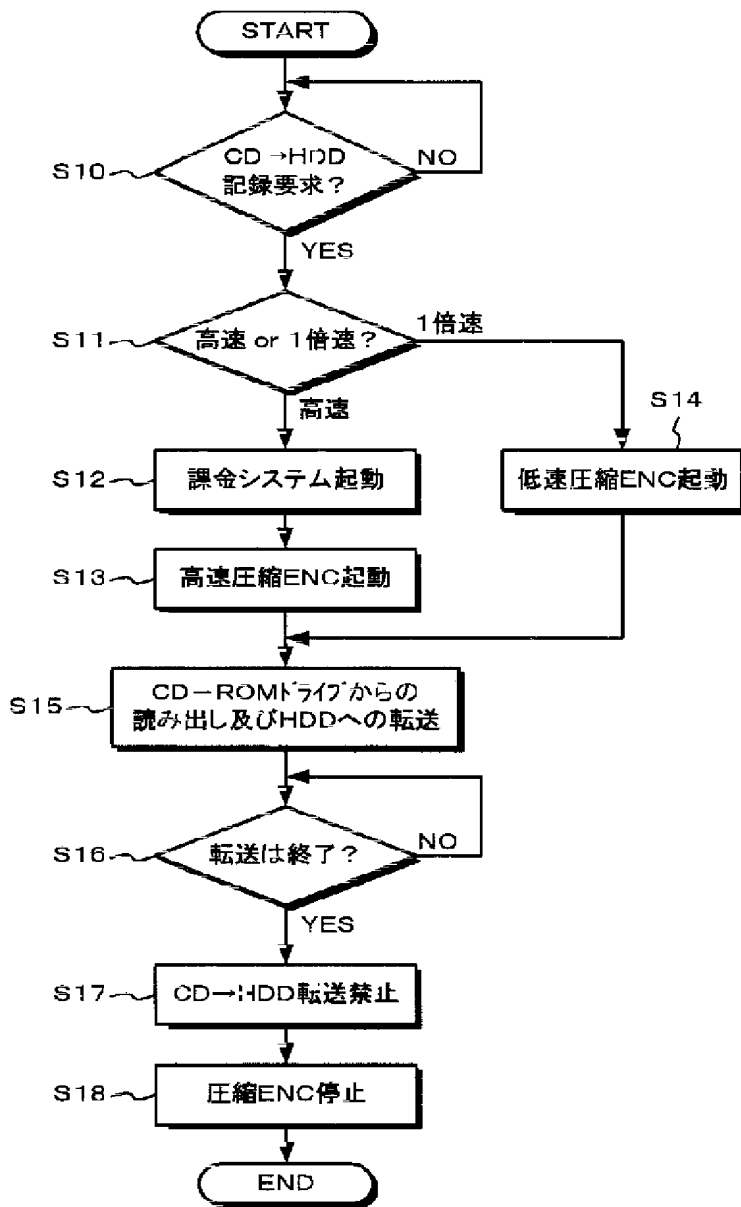 START
S10
CD→HDD
記録要求?
NO
YES
S11
高速 or 1倍速?
1倍速
高速
S12
課金システム起動
S14
低速圧縮ENC起動
S13
高速圧縮ENC起動
S15
CD-ROMドライブからの
読み出し及びHDDへの転送
S16
転送は終了?
NO
YES
S17
CD→HDD転送禁止
S18
圧縮ENC停止
END